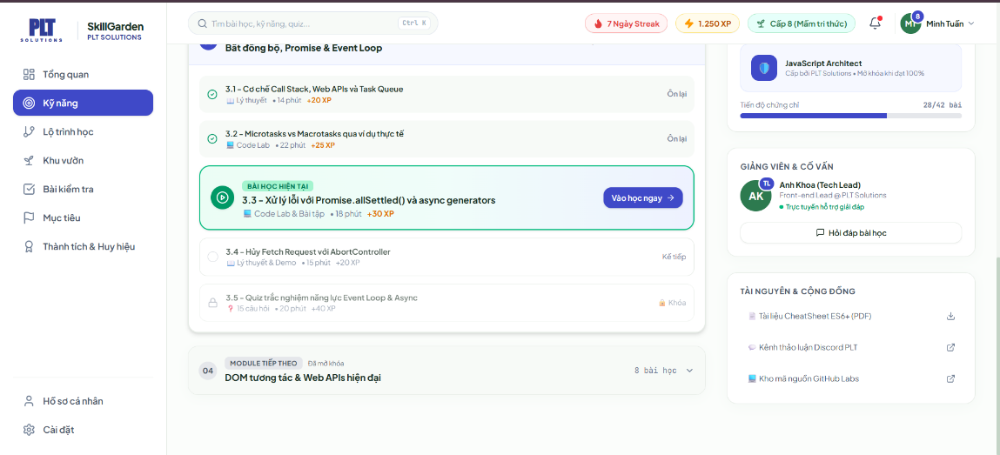 PLT
SOLUTIONS
SkillGarden
PLT SOLUTIONS
Tìm bài học, kỹ năng, quiz...
Ctrl K
7 Ngày Streak
1.250 XP
Cấp 8 (Mầm tri thức)
8
MT
Minh Tuấn
Tổng quan
Kỹ năng
Lộ trình học
Khu vườn
Bài kiểm tra
Mục tiêu
Thành tích & Huy hiệu
Hồ sơ cá nhân
Cài đặt
Bất đồng bộ, Promise & Event Loop
3.1 - Cơ chế Call Stack, Web APIs và Task Queue
Lý thuyết • 14 phút +20 XP
Ôn lại
3.2 - Microtasks vs Macrotasks qua ví dụ thực tế
Code Lab • 22 phút +25 XP
Ôn lại
BÀI HỌC HIỆN TẠI
3.3 - Xử lý lỗi với Promise.allSettled() và async generators
Code Lab & Bài tập • 18 phút +30 XP
Vào học ngay →
3.4 - Hủy Fetch Request với AbortController
Lý thuyết & Demo • 15 phút +20 XP
Kế tiếp
3.5 - Quiz trắc nghiệm năng lực Event Loop & Async
❓ 15 câu hỏi • 20 phút +40 XP
🔒 Khóa
04
MODULE TIẾP THEO Đã mở khóa
DOM tương tác & Web APIs hiện đại
8 bài học
JavaScript Architect
Cấp bởi PLT Solutions • Mở khóa khi đạt 100%
Tiến độ chứng chỉ
28/42 bài
GIẢNG VIÊN & CỐ VẤN
AK
TL
Anh Khoa (Tech Lead)
Front-end Lead @ PLT Solutions
• Trực tuyến hỗ trợ giải đáp
Hỏi đáp bài học
TÀI NGUYÊN & CỘNG ĐỒNG
Tài liệu CheatSheet ES6+ (PDF)
Kênh thảo luận Discord PLT
Kho mã nguồn GitHub Labs